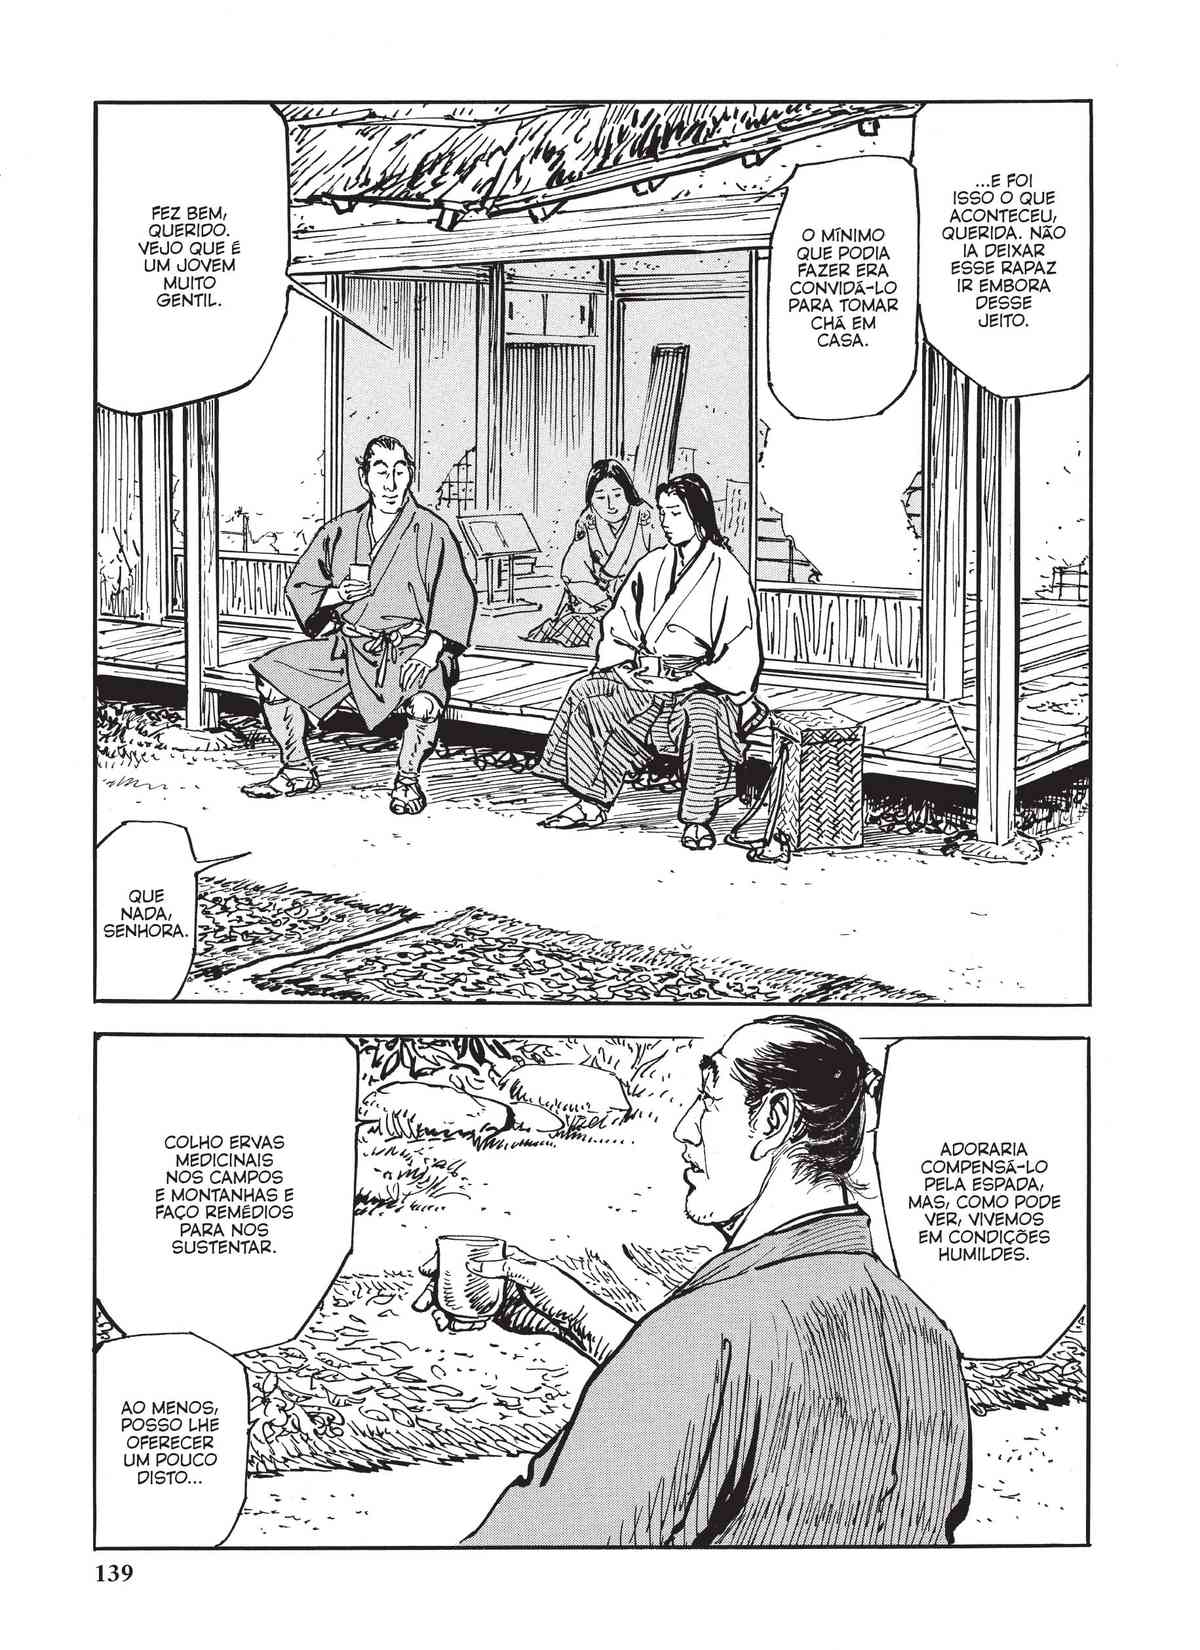 ...E FOI
ISSO O QUE
ACONTECEU,
QUERIDA. NÃO
IA DEIXAR
ESSE RAPAZ
IR EMBORA
DESSE
JEITO.
O MÍNIMO
QUE PODIA
FAZER ERA
CONVIDÁ-LO
PARA TOMAR
CHÁ EM
CASA.
FEZ BEM,
QUERIDO.
VEJO QUE É
UM JOVEM
MUITO
GENTIL.
QUE
NADA,
SENHORA.
ADORARIA
COMPENSÁ-LO
PELA ESPADA,
MAS, COMO PODE
VER, VIVEMOS
EM CONDIÇÕES
HUMILDES.
COLHO ERVAS
MEDICINAIS
NOS CAMPOS
E MONTANHAS E
FAÇO REMÉDIOS
PARA NOS
SUSTENTAR.
AO MENOS,
POSSO LHE
OFERECER
UM POUCO
DISTO...
139